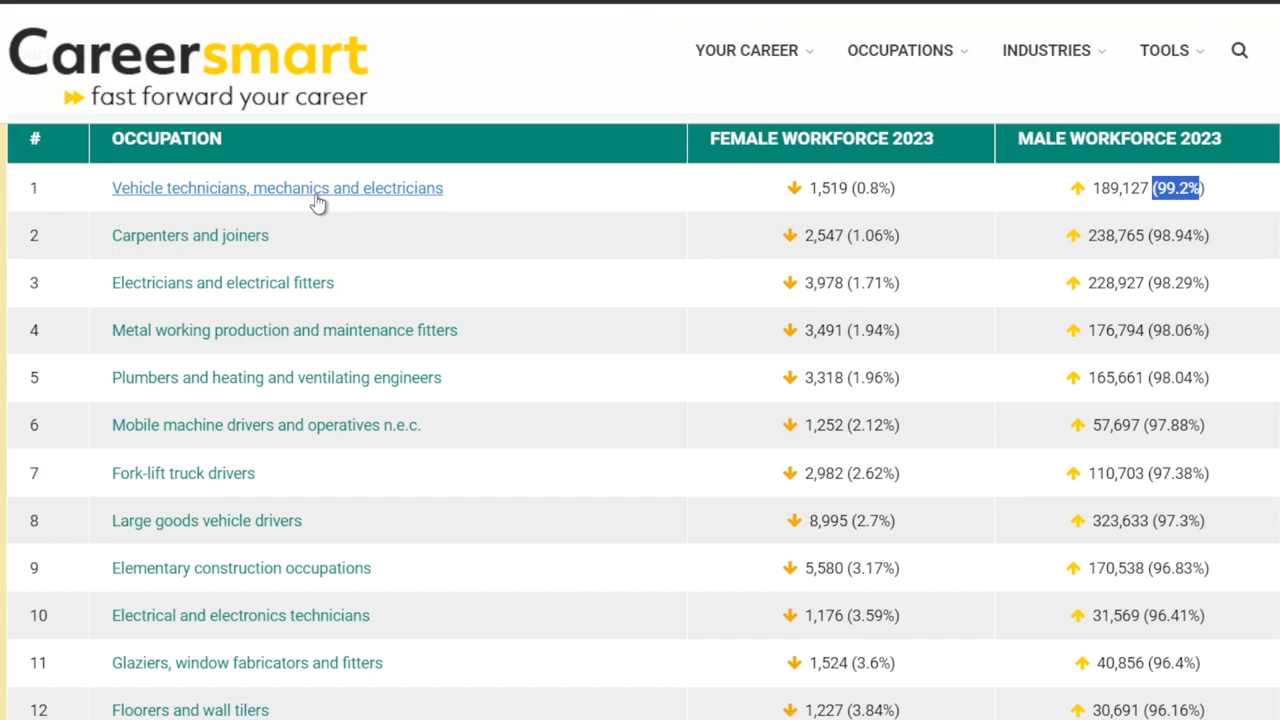 Careersmart
fast forward your career
YOUR CAREER OCCUPATIONS INDUSTRIES TOOLS
# OCCUPATION FEMALE WORKFORCE 2023 MALE WORKFORCE 2023
1 Vehicle technicians, mechanics and electricians 1,519 (0.8%) 189,127 (99.2%)
2 Carpenters and joiners 2,547 (1.06%) 238,765 (98.94%)
3 Electricians and electrical fitters 3,978 (1.71%) 228,927 (98.29%)
4 Metal working production and maintenance fitters 3,491 (1.94%) 176,794 (98.06%)
5 Plumbers and heating and ventilating engineers 3,318 (1.96%) 165,661 (98.04%)
6 Mobile machine drivers and operatives n.e.c. 1,252 (2.12%) 57,697 (97.88%)
7 Fork-lift truck drivers 2,982 (2.62%) 110,703 (97.38%)
8 Large goods vehicle drivers 8,995 (2.7%) 323,633 (97.3%)
9 Elementary construction occupations 5,580 (3.17%) 170,538 (96.83%)
10 Electrical and electronics technicians 1,176 (3.59%) 31,569 (96.41%)
11 Glaziers, window fabricators and fitters 1,524 (3.6%) 40,856 (96.4%)
12 Floorers and wall tilers 1,227 (3.84%) 30,691 (96.16%)